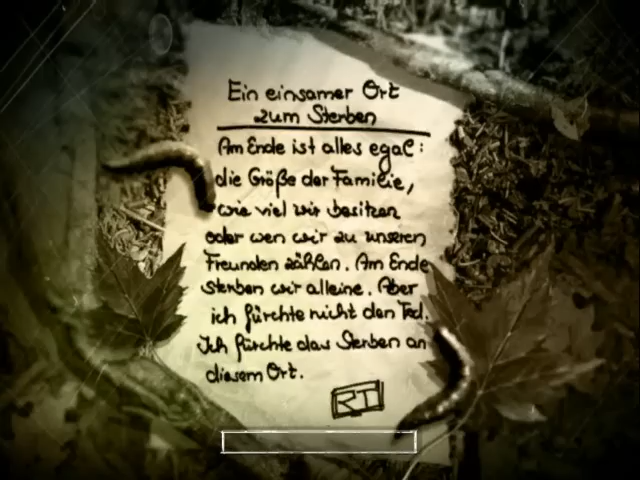 Ein einsamer Ort
zum Sterben
Am Ende ist alles egal:
die Größe der Familie,
wie viel wir besitzen
oder wen wir zu unseren
Freunden zählen. Am Ende
sterben wir alleine. Aber
ich fürchte nicht den Tod.
Ich fürchte das Sterben an
diesem Ort.
RT